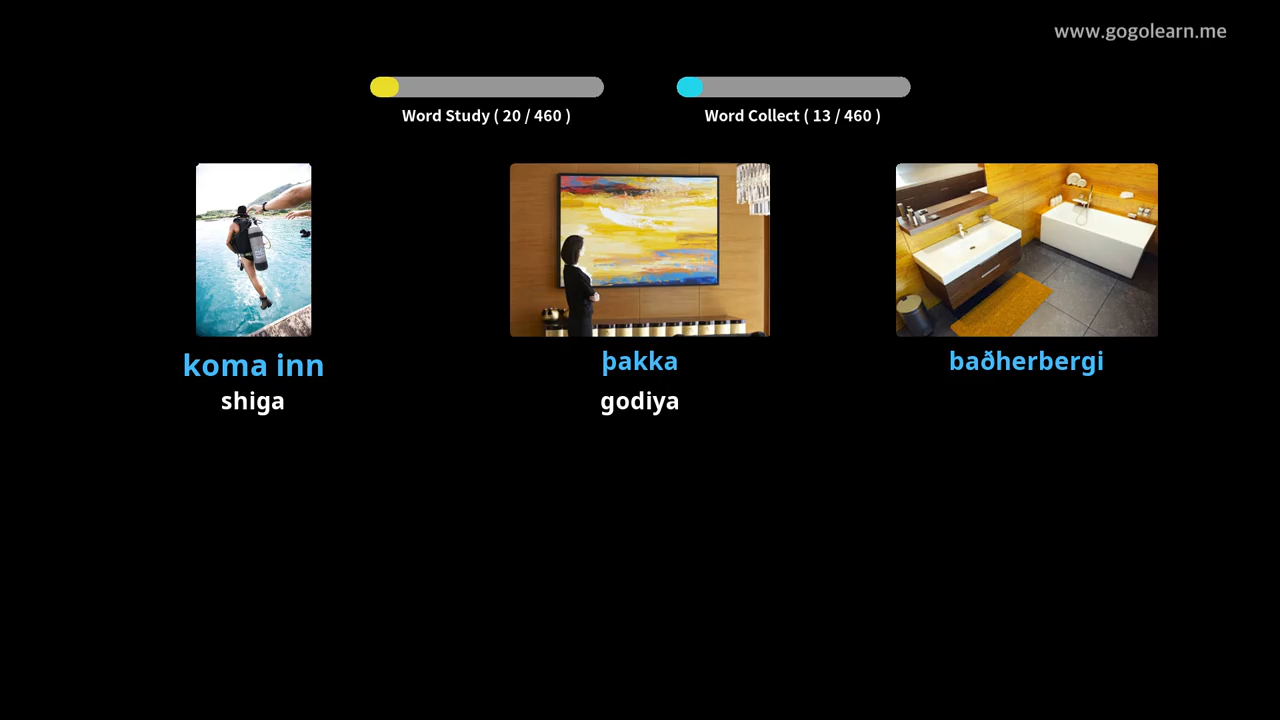 www.gogolearn.me
Word Study ( 20 / 460 )
Word Collect ( 13 / 460 )
koma inn
shiga
þakka
godiya
baðherbergi